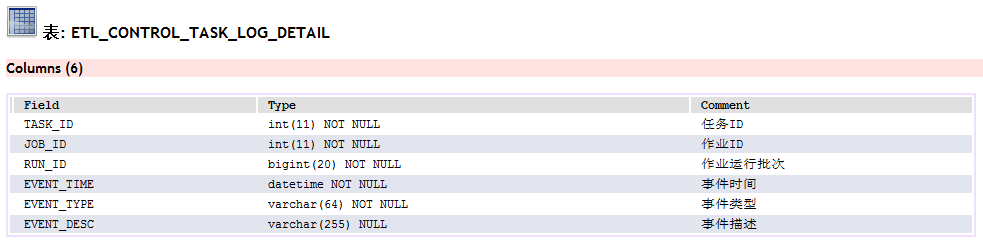 表: ETL_CONTROL_TASK_LOG_DETAIL
Columns (6)
Field Type Comment
TASK_ID int(11) NOT NULL 任务ID
JOB_ID int(11) NOT NULL 作业ID
RUN_ID bigint(20) NOT NULL 作业运行批次
EVENT_TIME datetime NOT NULL 事件时间
EVENT_TYPE varchar(64) NOT NULL 事件类型
EVENT_DESC varchar(255) NULL 事件描述